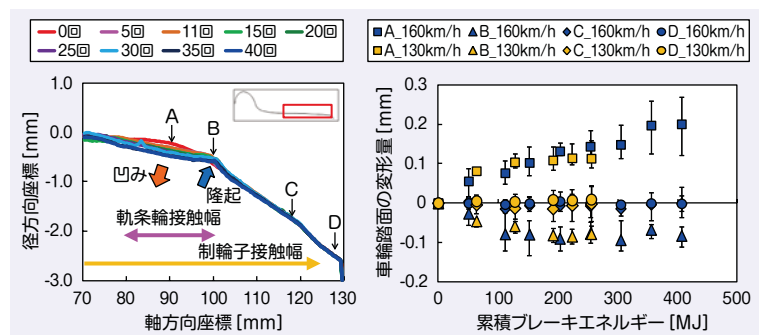 0回 5回 11回 15回 20回
25回 30回 35回 40回
1.0
0.0
-1.0
-2.0
-3.0
径方向座標 [mm]
A
B
C
D
凹み
隆起
軌条輪接触幅
制輪子接触幅
70 80 90 100 110 120 130
軸方向座標 [mm]
A_160km/h B_160km/h C_160km/h D_160km/h
A_130km/h B_130km/h C_130km/h D_130km/h
0.3
0.2
0.1
0
-0.1
-0.2
車輪踏面の変形量 [mm]
0 100 200 300 400 500
累積ブレーキエネルギー [MJ]